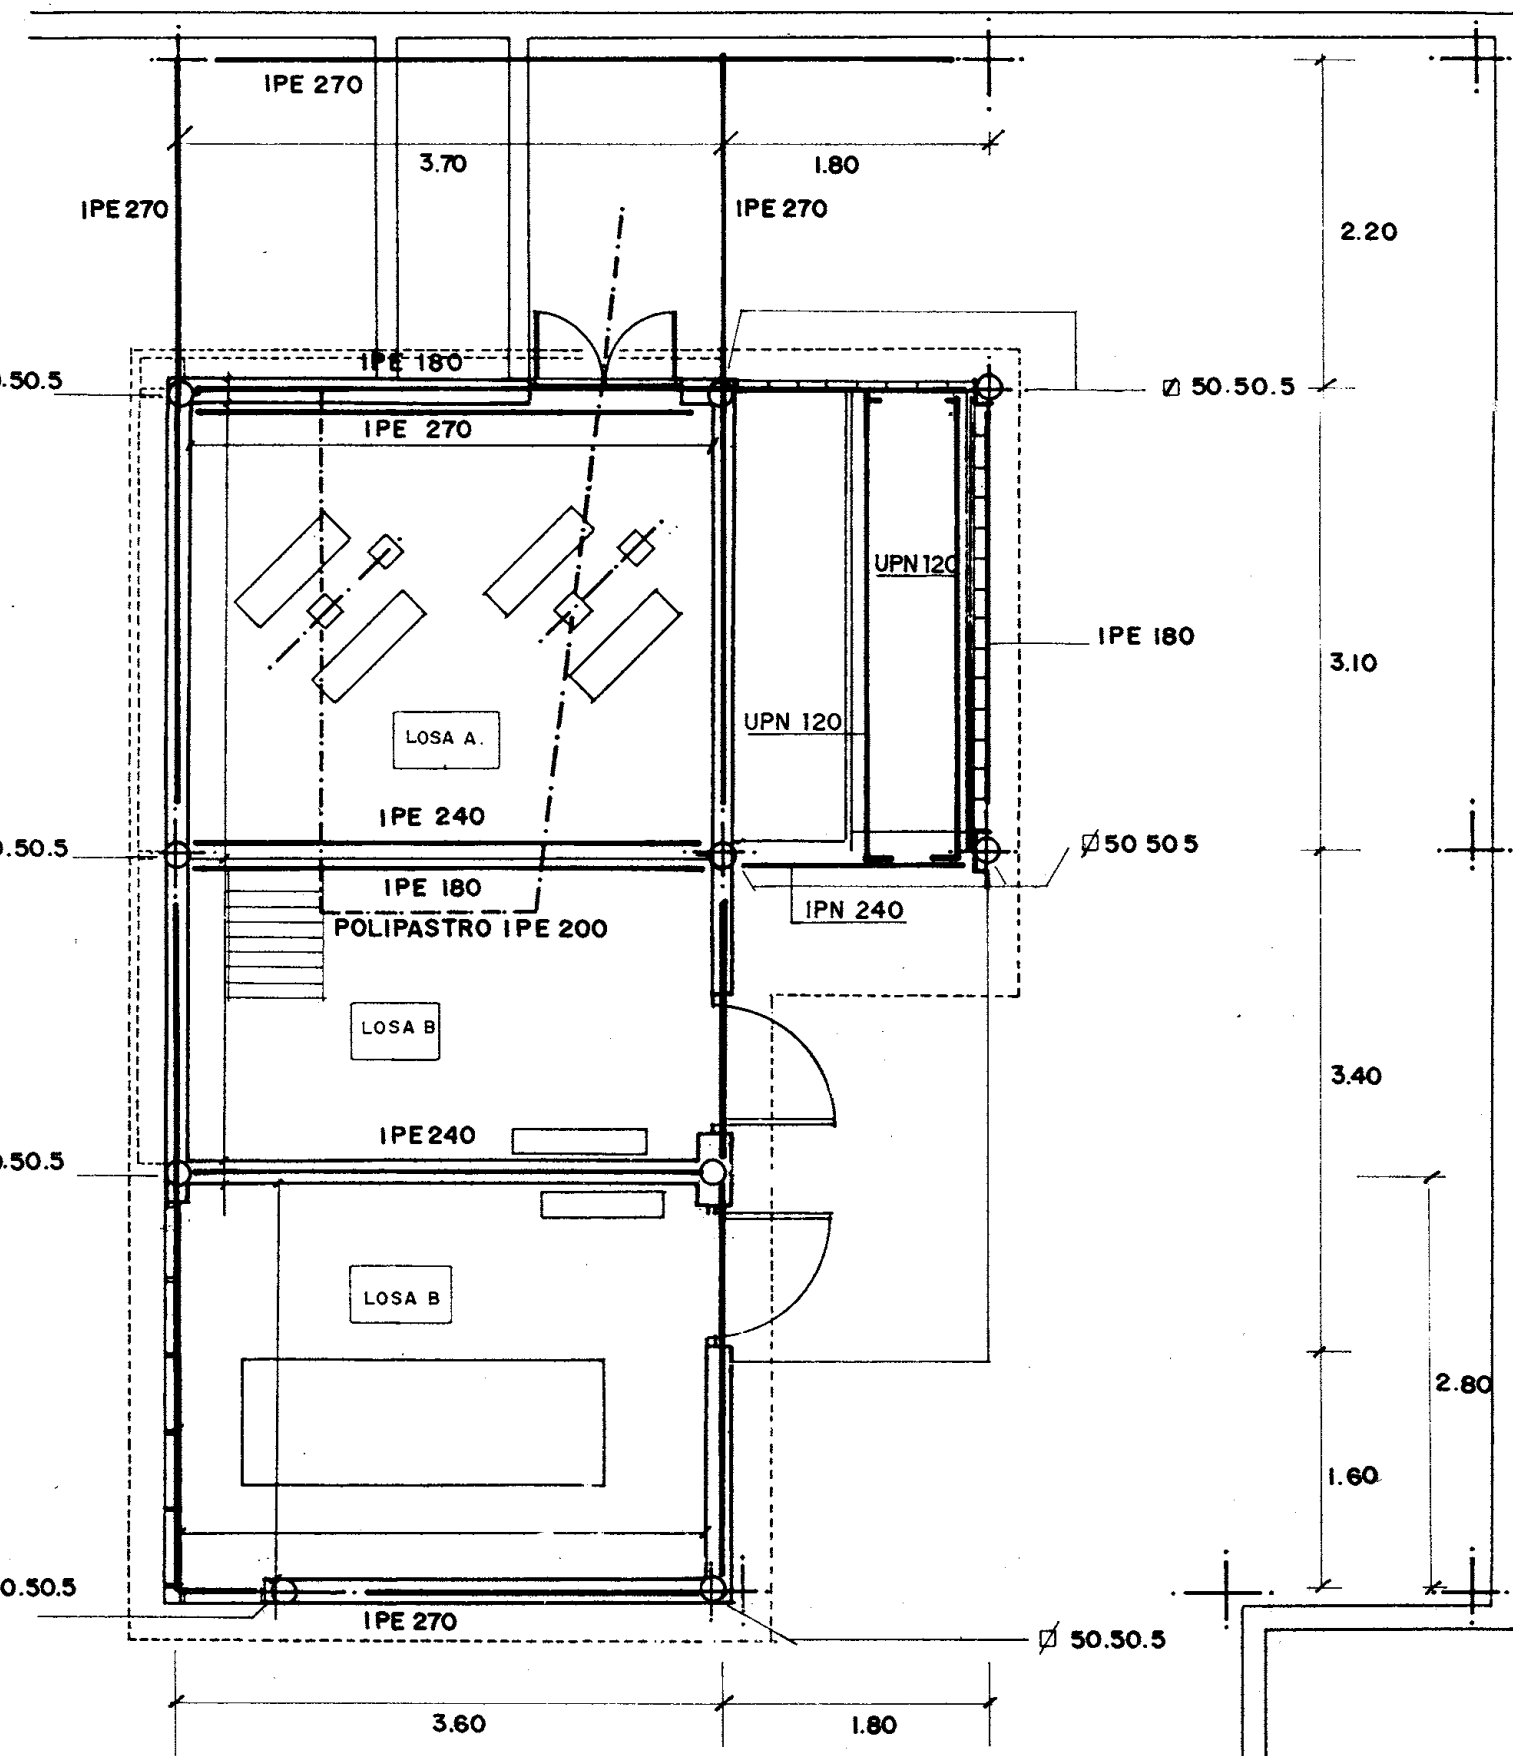 IPE 270
3.70
1.80
IPE 270
IPE 270
2.20
IPE 180
.50.5
50.50.5
IPE 270
UPN 120
IPE 180
3.10
UPN 120
LOSA A.
IPE 240
.50.5
50 50 5
IPE 180
IPN 240
POLIPASTRO IPE 200
LOSA B
3.40
IPE 240
.50.5
LOSA B
2.80
1.60
0.50.5
IPE 270
50.50.5
3.60
1.80